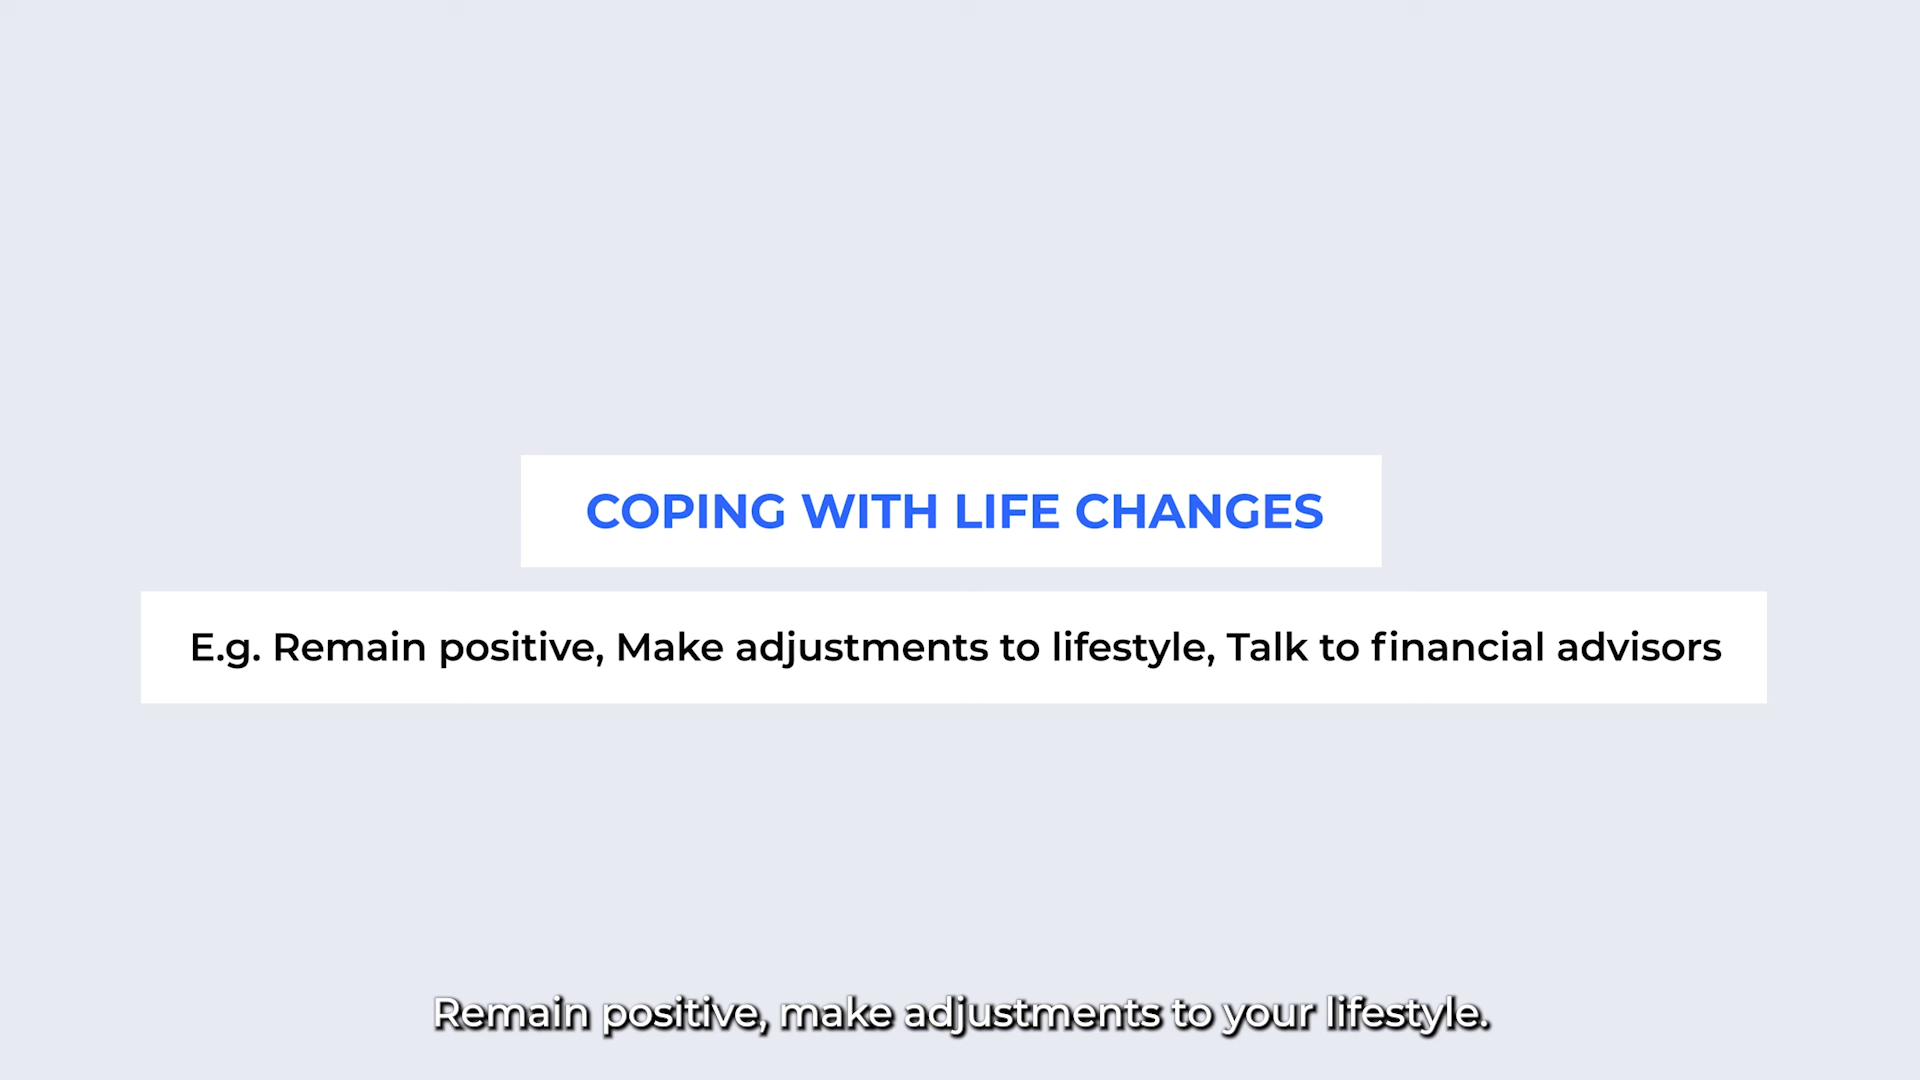 COPING WITH LIFE CHANGES
E.g. Remain positive, Make adjustments to lifestyle, Talk to financial advisors
Remain positive, make adjustments to your lifestyle.